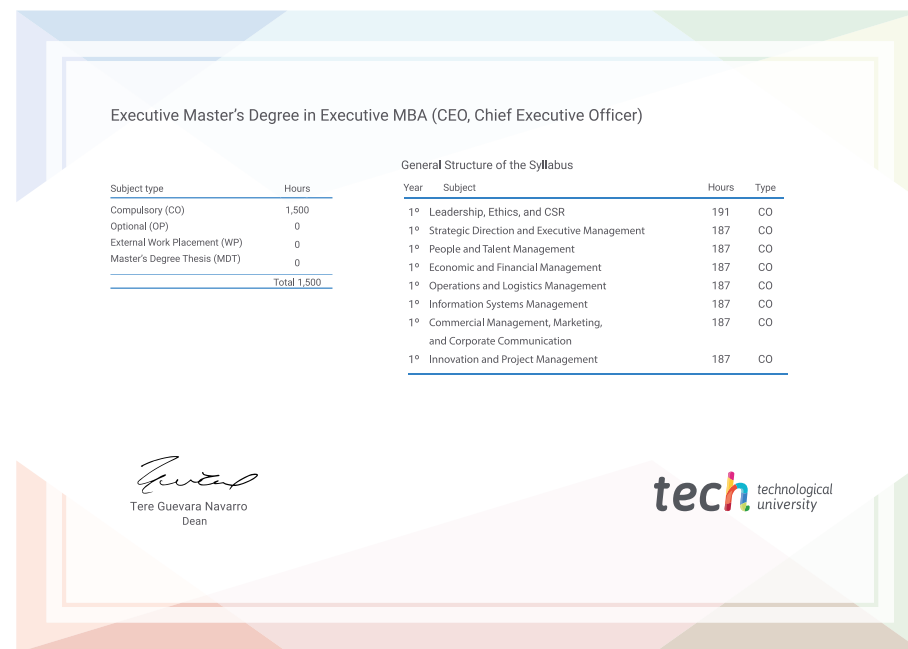 Executive Master's Degree in Executive MBA (CEO, Chief Executive Officer)
Subject type Hours
Compulsory (CO) 1,500
Optional (OP) 0
External Work Placement (WP) 0
Master's Degree Thesis (MDT) 0
Total 1,500
General Structure of the Syllabus
Year Subject Hours Type
1º Leadership, Ethics, and CSR 191 CO
1º Strategic Direction and Executive Management 187 CO
1º People and Talent Management 187 CO
1º Economic and Financial Management 187 CO
1º Operations and Logistics Management 187 CO
1º Information Systems Management 187 CO
1º Commercial Management, Marketing, 187 CO
and Corporate Communication
1º Innovation and Project Management 187 CO
Tere Guevara Navarro
Dean
tech technological
university